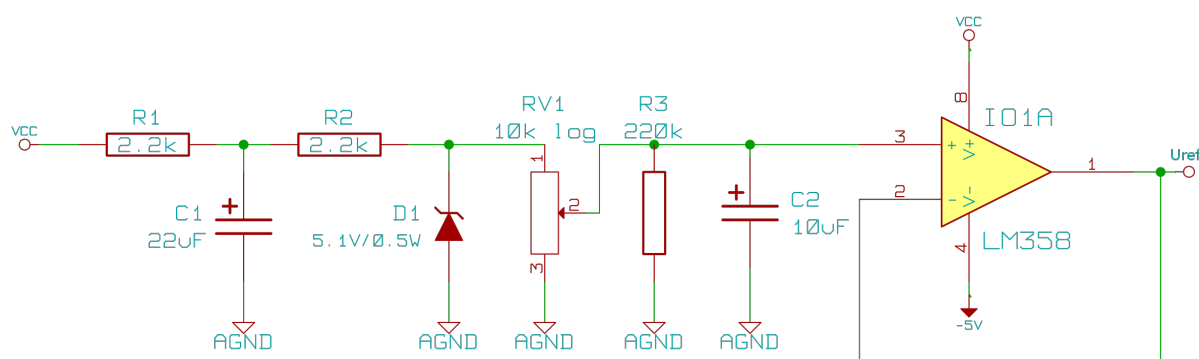 VCC
R1
2.2k
C1
22uF
R2
2.2k
D1
5.1V/0.5W
RV1
10k log
1
2
3
R3
220k
C2
10uF
VCC
8
IO1A
3
+
V+
2
-
V-
1
Uref
LM358
4
-5V
AGND
AGND
AGND
AGND
AGND